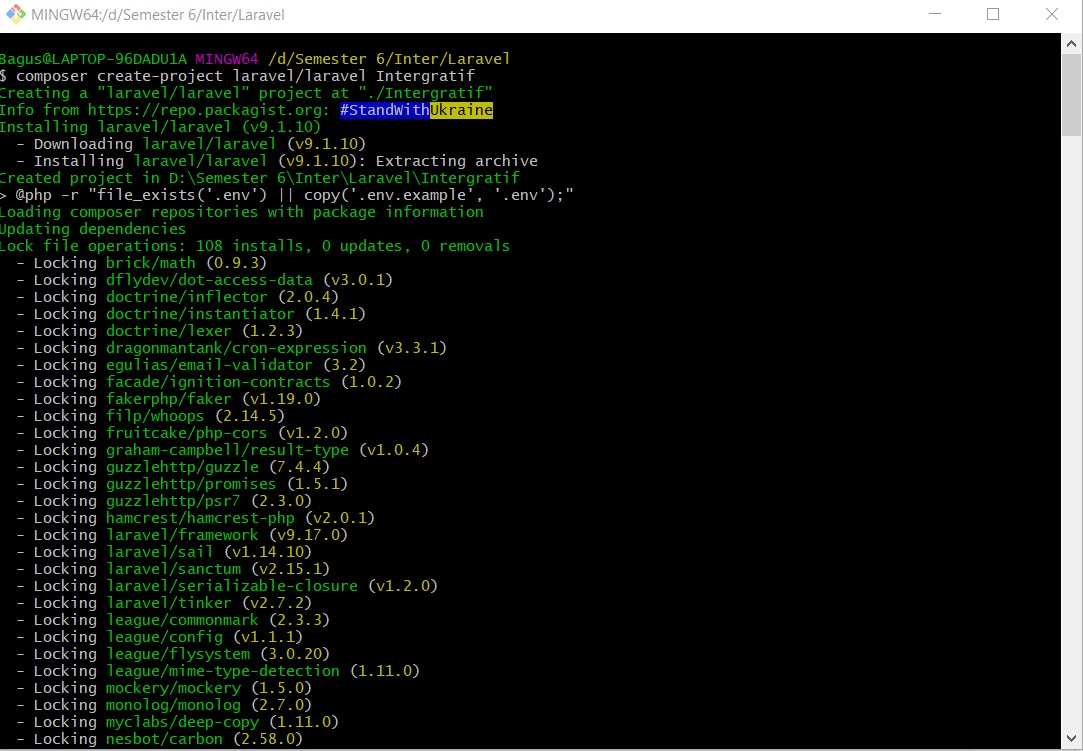 MINGW64:/d/Semester 6/Inter/Laravel
Bagus@LAPTOP-96DADU1A MINGW64 /d/Semester 6/Inter/Laravel
$ composer create-project laravel/laravel Intergratif
Creating a "laravel/laravel" project at "./Intergratif"
Info from https://repo.packagist.org: #StandWithUkraine
Installing laravel/laravel (v9.1.10)
  - Downloading laravel/laravel (v9.1.10)
  - Installing laravel/laravel (v9.1.10): Extracting archive
Created project in D:\Semester 6\Inter\Laravel\Intergratif
> @php -r "file_exists('.env') || copy('.env.example', '.env');"
Loading composer repositories with package information
Updating dependencies
Lock file operations: 108 installs, 0 updates, 0 removals
  - Locking brick/math (0.9.3)
  - Locking dflydev/dot-access-data (v3.0.1)
  - Locking doctrine/inflector (2.0.4)
  - Locking doctrine/instantiator (1.4.1)
  - Locking doctrine/lexer (1.2.3)
  - Locking dragonmantank/cron-expression (v3.3.1)
  - Locking egulias/email-validator (3.2)
  - Locking facade/ignition-contracts (1.0.2)
  - Locking fakerphp/faker (v1.19.0)
  - Locking filp/whoops (2.14.5)
  - Locking fruitcake/php-cors (v1.2.0)
  - Locking graham-campbell/result-type (v1.0.4)
  - Locking guzzlehttp/guzzle (7.4.4)
  - Locking guzzlehttp/promises (1.5.1)
  - Locking guzzlehttp/psr7 (2.3.0)
  - Locking hamcrest/hamcrest-php (v2.0.1)
  - Locking laravel/framework (v9.17.0)
  - Locking laravel/sail (v1.14.10)
  - Locking laravel/sanctum (v2.15.1)
  - Locking laravel/serializable-closure (v1.2.0)
  - Locking laravel/tinker (v2.7.2)
  - Locking league/commonmark (2.3.3)
  - Locking league/config (v1.1.1)
  - Locking league/flysystem (3.0.20)
  - Locking league/mime-type-detection (1.11.0)
  - Locking mockery/mockery (1.5.0)
  - Locking monolog/monolog (2.7.0)
  - Locking myclabs/deep-copy (1.11.0)
  - Locking nesbot/carbon (2.58.0)